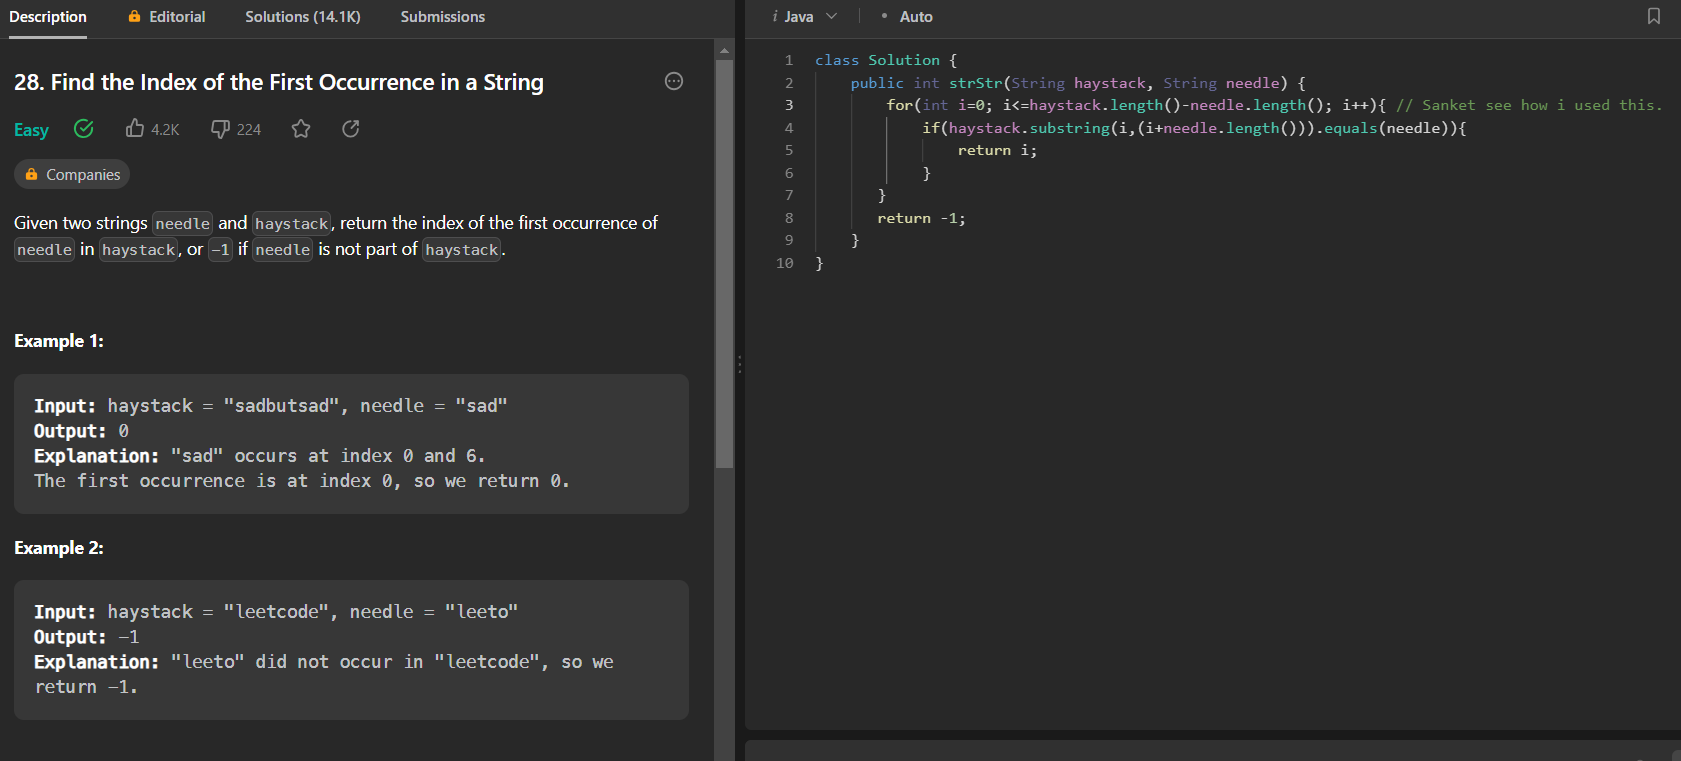 Description Editorial Solutions (14.1K) Submissions
28. Find the Index of the First Occurrence in a String
Easy 4.2K 224
Companies
Given two strings needle and haystack, return the index of the first occurrence of
needle in haystack, or -1 if needle is not part of haystack.
Example 1:
Input: haystack = "sadbutsad", needle = "sad"
Output: 0
Explanation: "sad" occurs at index 0 and 6.
The first occurrence is at index 0, so we return 0.
Example 2:
Input: haystack = "leetcode", needle = "leeto"
Output: -1
Explanation: "leeto" did not occur in "leetcode", so we
return -1.
i Java • Auto
1 class Solution {
2 public int strStr(String haystack, String needle) {
3 for(int i=0; i<=haystack.length()-needle.length(); i++){ // Sanket see how i used this.
4 if(haystack.substring(i,(i+needle.length())).equals(needle)){
5 return i;
6 }
7 }
8 return -1;
9 }
10 }